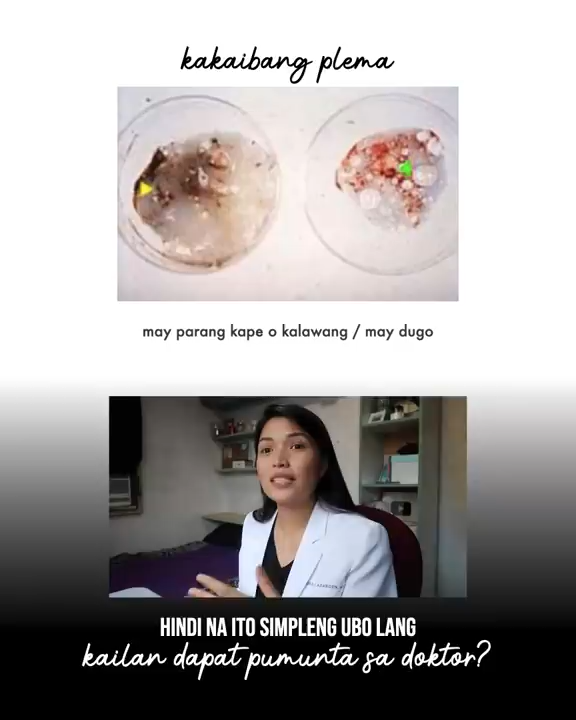 kakaibang plema
may parang kape o kalawang / may dugo
HINDI NA ITO SIMPLENG UBO LANG
kailan dapat pumunta sa doktor?